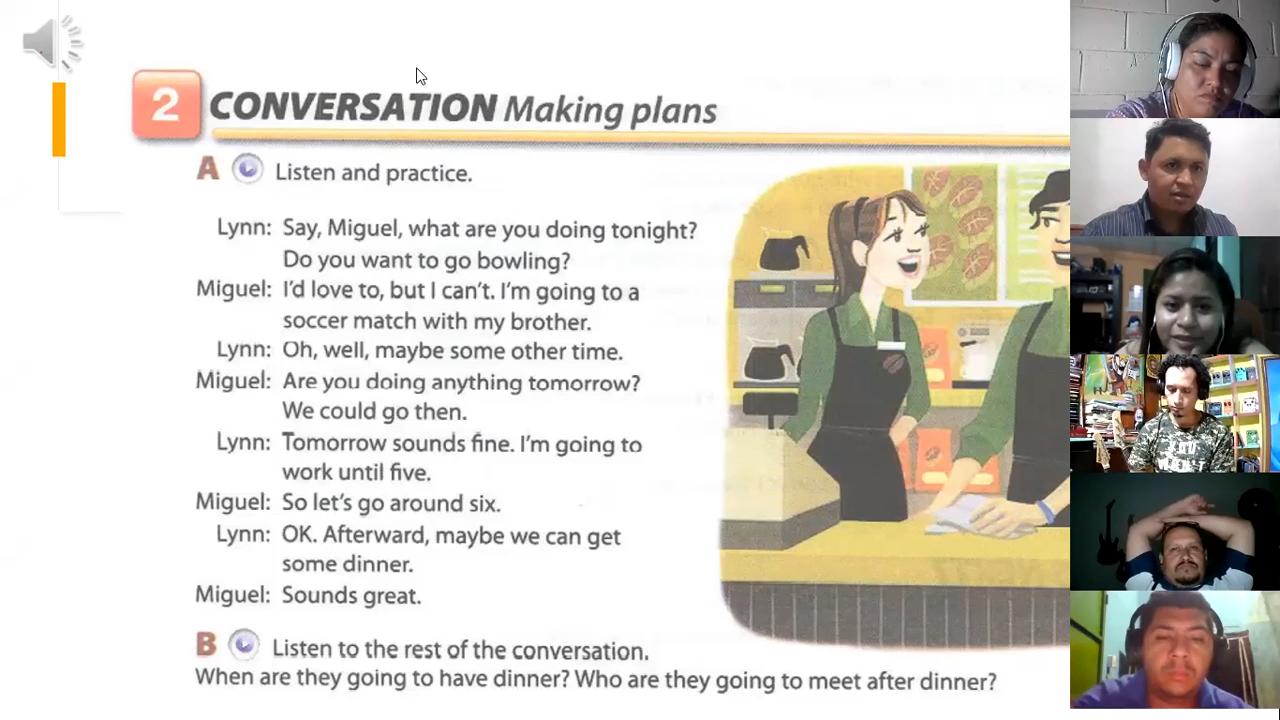 2 CONVERSATION Making plans
A Listen and practice.
Lynn: Say, Miguel, what are you doing tonight?
Do you want to go bowling?
Miguel: I'd love to, but I can't. I'm going to a
soccer match with my brother.
Lynn: Oh, well, maybe some other time.
Miguel: Are you doing anything tomorrow?
We could go then.
Lynn: Tomorrow sounds fine. I'm going to
work until five.
Miguel: So let's go around six.
Lynn: OK. Afterward, maybe we can get
some dinner.
Miguel: Sounds great.
B Listen to the rest of the conversation.
When are they going to have dinner? Who are they going to meet after dinner?